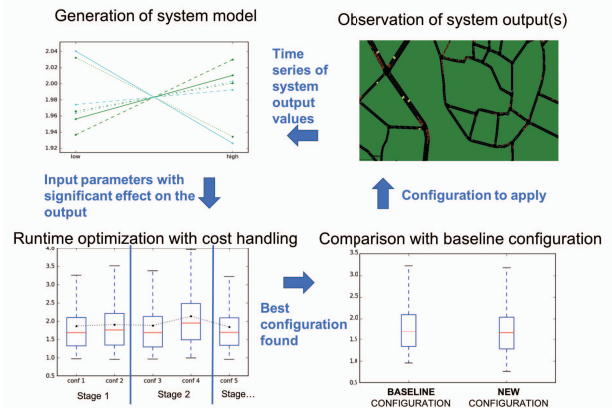 Generation of system model
Observation of system output(s)
2.04
2.02
2.00
1.98
1.96
1.94
1.92
low
high
Time
series of
system
output
values
Input parameters with
significant effect on the
output
Configuration to apply
Runtime optimization with cost handling
4.0
3.5
3.0
2.5
2.0
1.5
1.0
0.5
conf 1
conf 2
conf 3
conf 4
conf 5
Stage 1
Stage 2
Stage...
Best
configuration
found
Comparison with baseline configuration
3.5
3.0
2.5
2.0
1.5
1.0
0.5
BASELINE
CONFIGURATION
NEW
CONFIGURATION